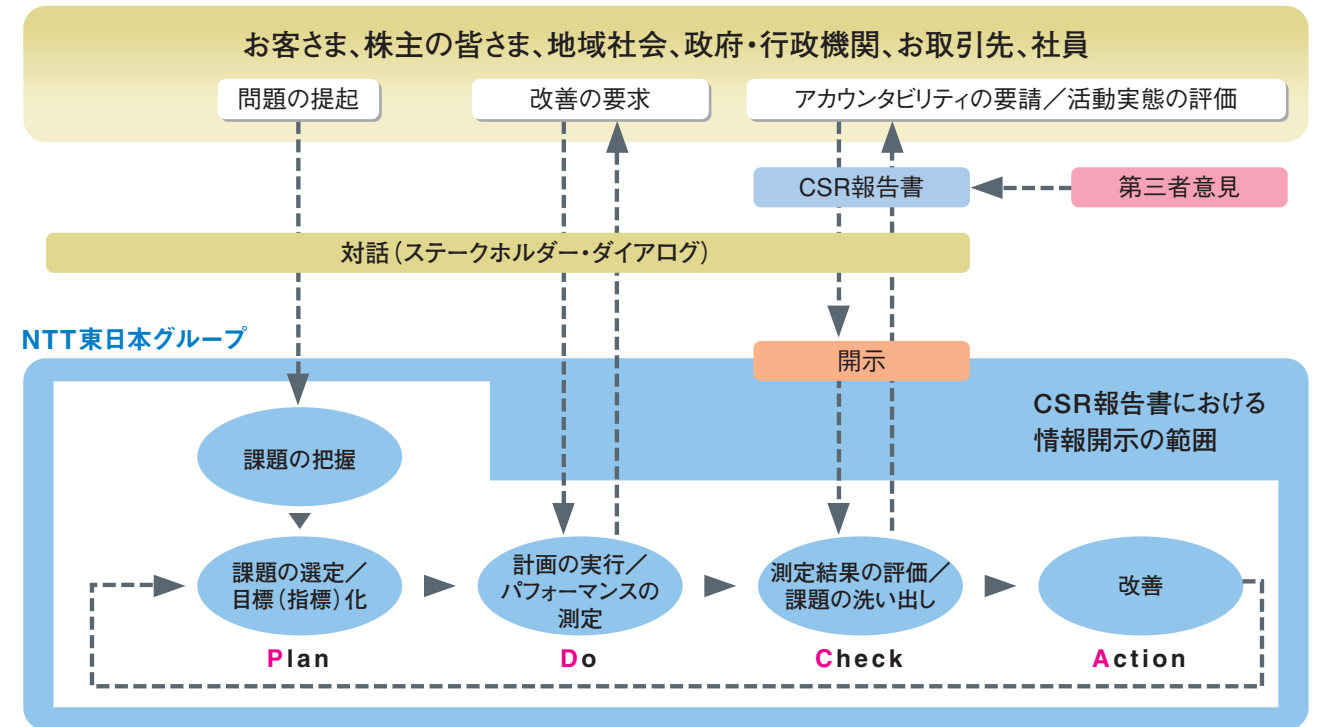 お客さま、株主の皆さま、地域社会、政府・行政機関、お取引先、社員
問題の提起
改善の要求
アカウンタビリティの要請／活動実態の評価
CSR報告書
第三者意見
対話（ステークホルダー・ダイアログ）
NTT東日本グループ
開示
CSR報告書における
情報開示の範囲
課題の把握
課題の選定／
目標（指標）化
計画の実行／
パフォーマンスの
測定
測定結果の評価／
課題の洗い出し
改善
Plan
Do
Check
Action